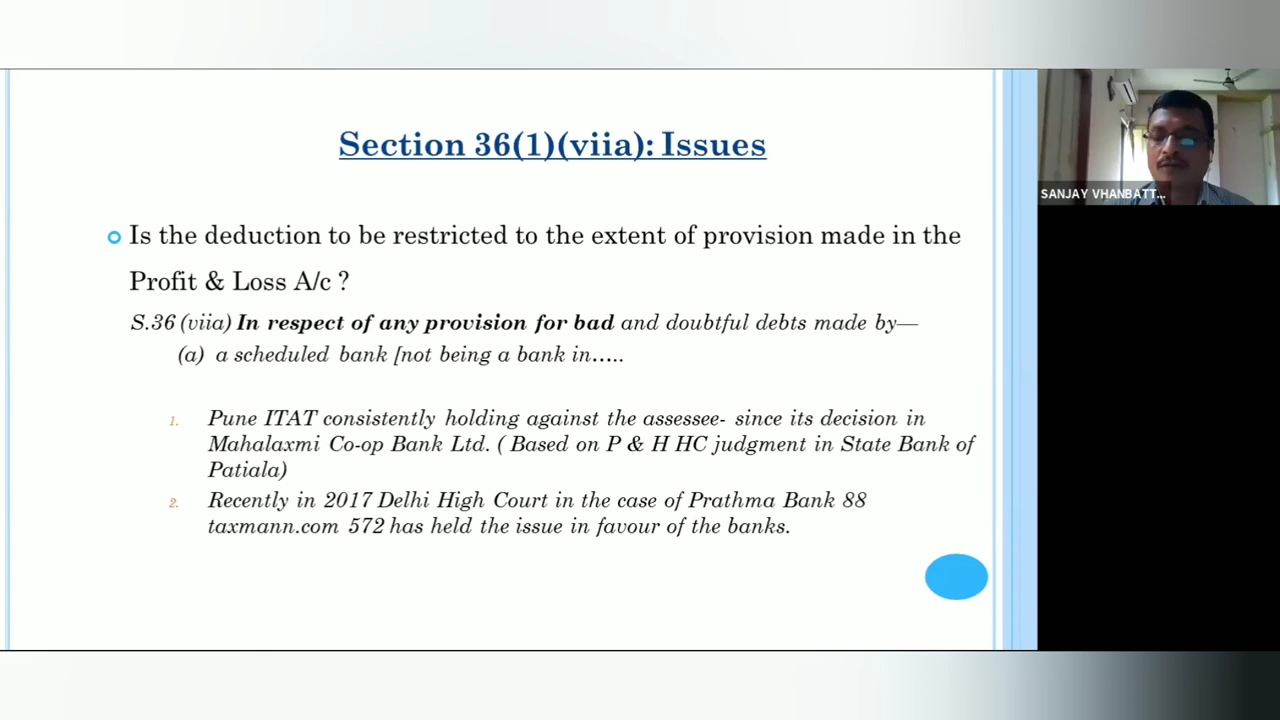 Section 36(1)(viia): Issues
Is the deduction to be restricted to the extent of provision made in the
Profit & Loss A/c ?
S.36 (viia) In respect of any provision for bad and doubtful debts made by—
(a) a scheduled bank [not being a bank in…..
1. Pune ITAT consistently holding against the assessee- since its decision in
Mahalaxmi Co-op Bank Ltd. ( Based on P & H HC judgment in State Bank of
Patiala)
2. Recently in 2017 Delhi High Court in the case of Prathma Bank 88
taxmann.com 572 has held the issue in favour of the banks.
SANJAY VHANBATT...